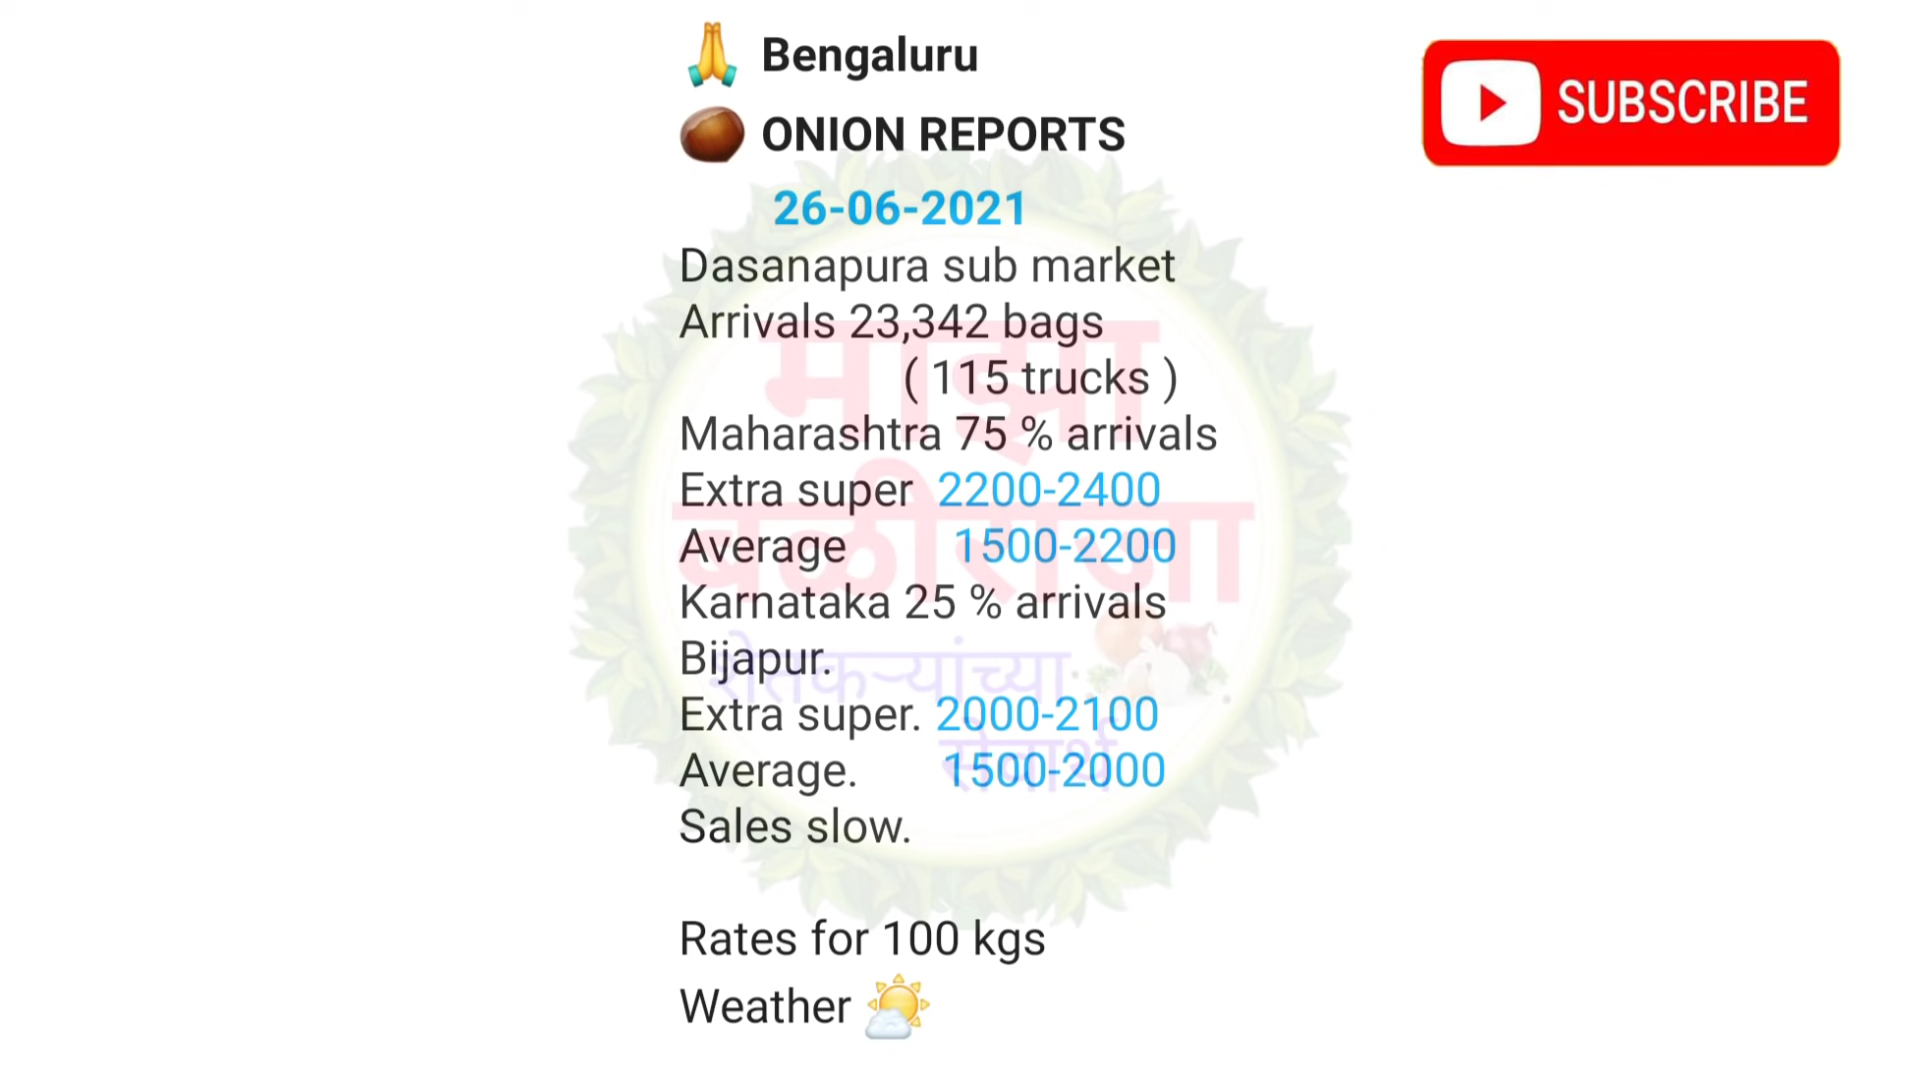 🙏 Bengaluru
🌰 ONION REPORTS
26-06-2021
Dasanapura sub market
Arrivals 23,342 bags
( 115 trucks )
Maharashtra 75 % arrivals
Extra super 2200-2400
Average 1500-2200
Karnataka 25 % arrivals
Bijapur.
Extra super. 2000-2100
Average. 1500-2000
Sales slow.
Rates for 100 kgs
Weather 🌤
SUBSCRIBE
माझा
बळीराजा
शेतकऱ्यांच्या
सेवार्थ